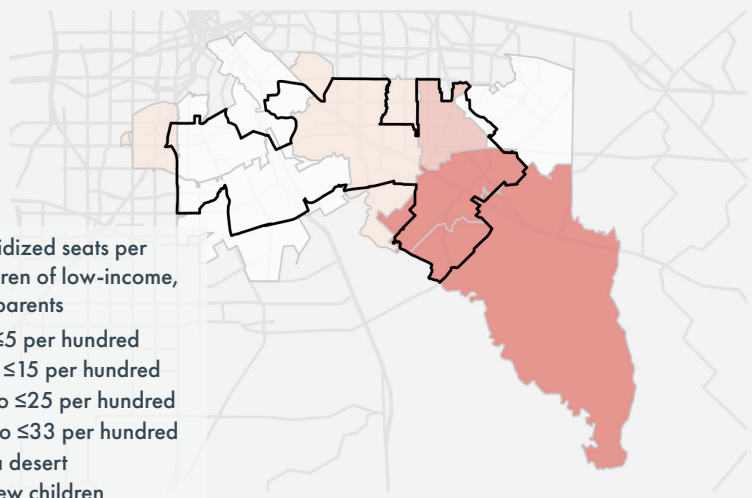 idized seats per
ren of low-income,
parents
≤5 per hundred
≤15 per hundred
o ≤25 per hundred
o ≤33 per hundred
desert
ew children